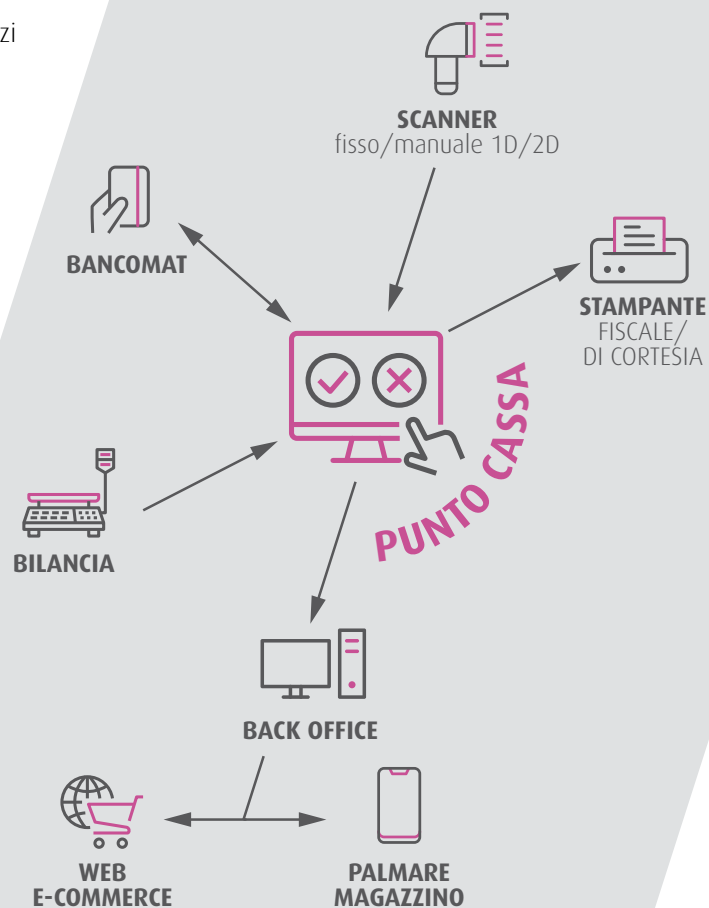 zi
SCANNER
fisso/manuale 1D/2D
BANCOMAT
STAMPANTE
FISCALE/
DI CORTESIA
PUNTO CASSA
BILANCIA
BACK OFFICE
WEB
E-COMMERCE
PALMARE
MAGAZZINO